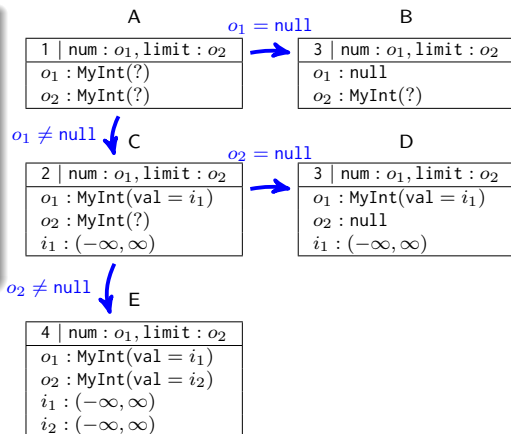 A
B
o₁ = null
1 | num : o₁, limit : o₂
o₁ : MyInt(?)
o₂ : MyInt(?)
3 | num : o₁, limit : o₂
o₁ : null
o₂ : MyInt(?)
o₁ ≠ null
C
D
o₂ = null
2 | num : o₁, limit : o₂
o₁ : MyInt(val = i₁)
o₂ : MyInt(?)
i₁ : (−∞, ∞)
3 | num : o₁, limit : o₂
o₁ : MyInt(val = i₁)
o₂ : null
i₁ : (−∞, ∞)
o₂ ≠ null
E
4 | num : o₁, limit : o₂
o₁ : MyInt(val = i₁)
o₂ : MyInt(val = i₂)
i₁ : (−∞, ∞)
i₂ : (−∞, ∞)